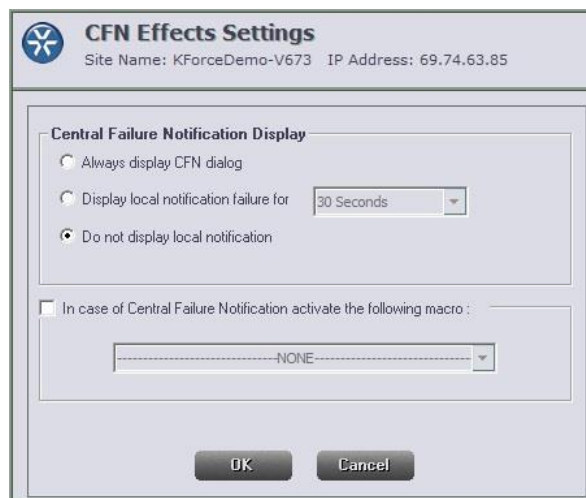 CFN Effects Settings
Site Name: KForceDemo-V673 IP Address: 69.74.63.85
Central Failure Notification Display
Always display CFN dialog
Display local notification failure for 30 Seconds
Do not display local notification
In case of Central Failure Notification activate the following macro :
--------------------------------NONE--------------------------------
OK Cancel